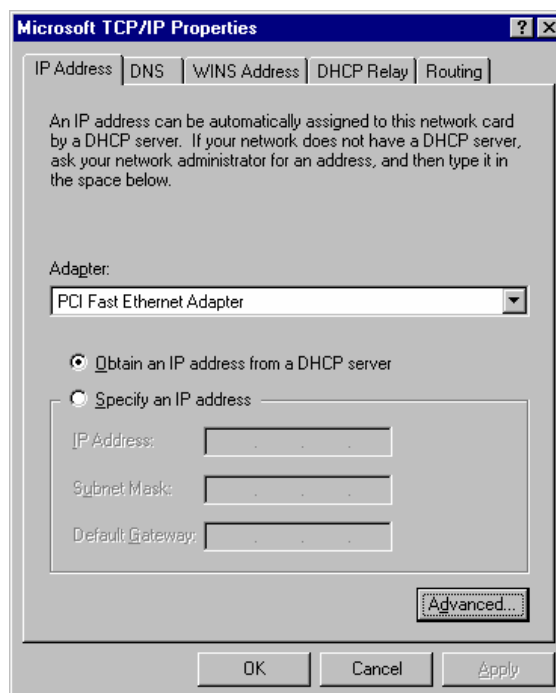 Microsoft TCP/IP Properties
IP Address DNS WINS Address DHCP Relay Routing
An IP address can be automatically assigned to this network card
by a DHCP server.  If your network does not have a DHCP server,
ask your network administrator for an address, and then type it in
the space below.
Adapter:
PCI Fast Ethernet Adapter
Obtain an IP address from a DHCP server
Specify an IP address
IP Address:
Subnet Mask:
Default Gateway:
Advanced...
OK Cancel Apply